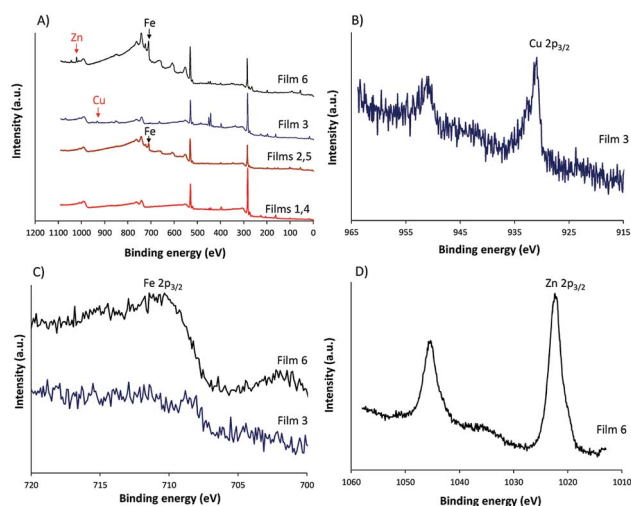 A)
Zn
Fe
Film 6
Cu
Film 3
Fe
Films 2,5
Films 1,4
Intensity (a.u.)
1200 1100 1000 900 800 700 600 500 400 300 200 100 0
Binding energy (eV)
B)
Cu 2p3/2
Film 3
Intensity (a.u.)
965 955 945 935 925 915
Binding energy (eV)
C)
Fe 2p3/2
Film 6
Film 3
Intensity (a.u.)
720 715 710 705 700
Binding energy (eV)
D)
Zn 2p3/2
Film 6
Intensity (a.u.)
1060 1050 1040 1030 1020 1010
Binding energy (eV)